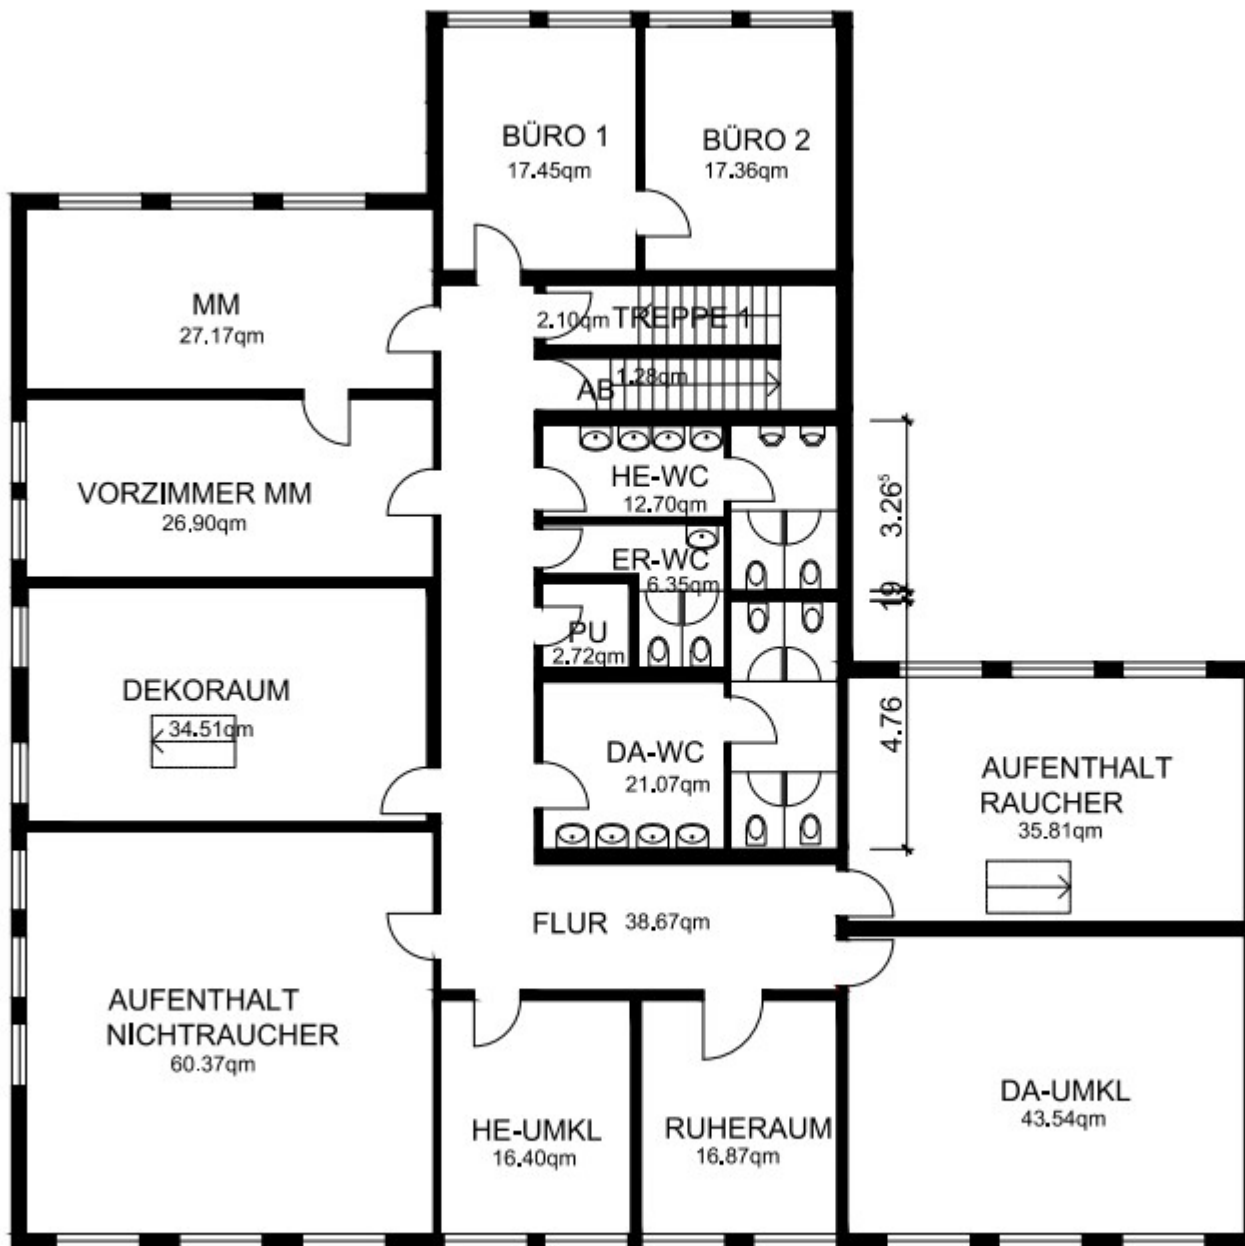 BÜRO 1
17.45qm
BÜRO 2
17.36qm
MM
27.17qm
2.10qm
TREPPE 1
1.28qm
AB
VORZIMMER MM
26.90qm
HE-WC
12.70qm
3.26⁵
ER-WC
6.35qm
19
PU
2.72qm
DEKORAUM
34.51qm
DA-WC
21.07qm
4.76
AUFENTHALT
RAUCHER
35.81qm
FLUR 38.67qm
AUFENTHALT
NICHTRAUCHER
60.37qm
HE-UMKL
16.40qm
RUHERAUM
16.87qm
DA-UMKL
43.54qm